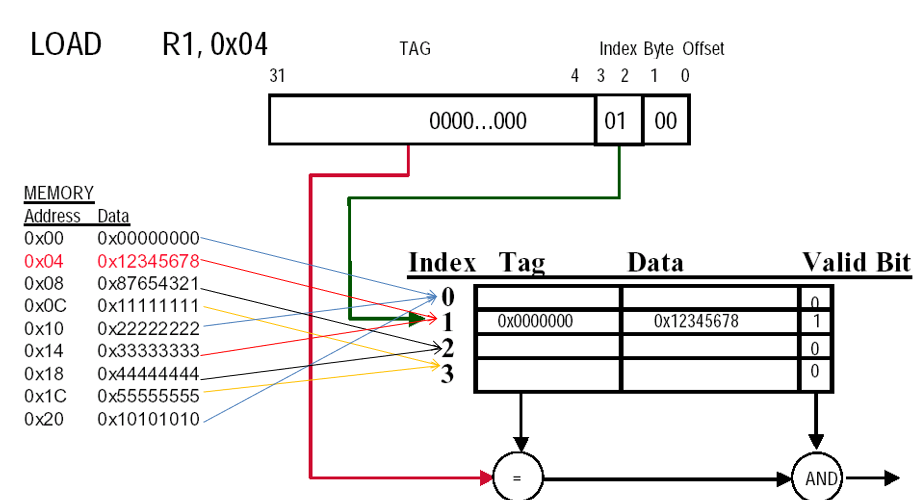 LOAD R1, 0x04
TAG Index Byte Offset
31 4 3 2 1 0
0000...000 01 00
MEMORY
Address Data
0x00 0x00000000
0x04 0x12345678
0x08 0x87654321
0x0C 0x11111111
0x10 0x22222222
0x14 0x33333333
0x18 0x44444444
0x1C 0x55555555
0x20 0x10101010
Index Tag Data Valid Bit
0 0
1 0x0000000 0x12345678 1
2 0
3 0
= AND